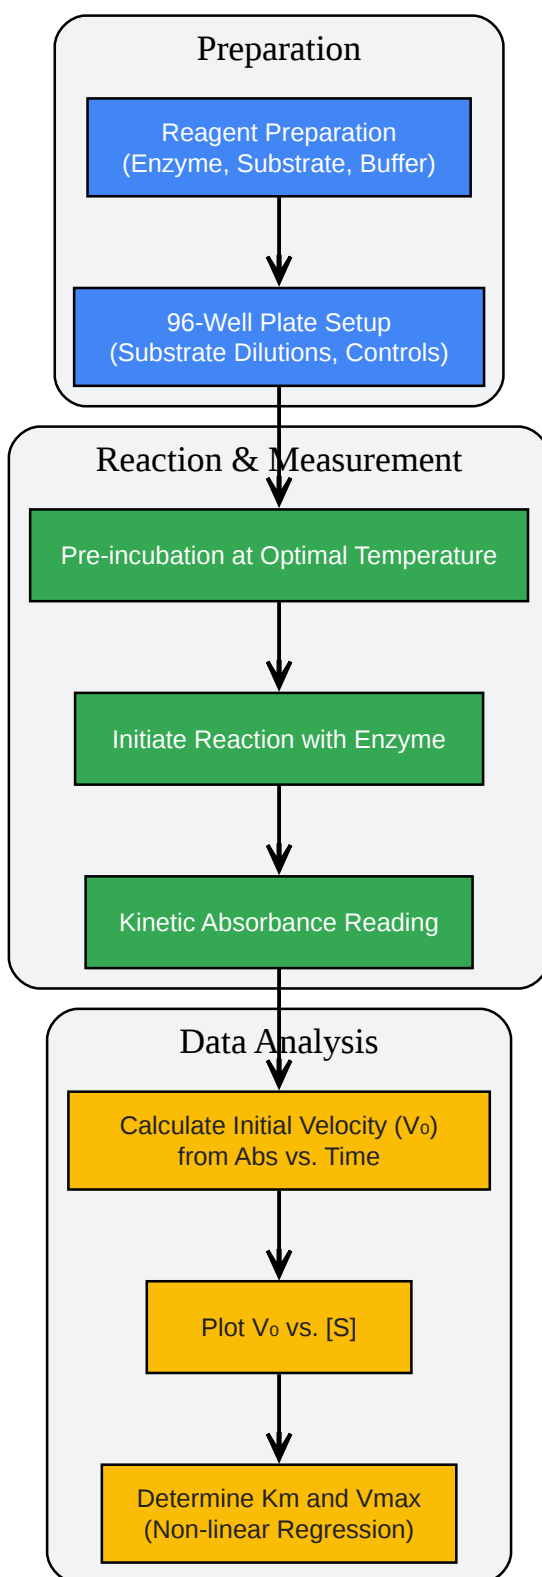 Preparation
Reagent Preparation
(Enzyme, Substrate, Buffer)
96-Well Plate Setup
(Substrate Dilutions, Controls)
Reaction & Measurement
Pre-incubation at Optimal Temperature
Initiate Reaction with Enzyme
Kinetic Absorbance Reading
Data Analysis
Calculate Initial Velocity (V₀)
from Abs vs. Time
Plot V₀ vs. [S]
Determine Km and Vmax
(Non-linear Regression)